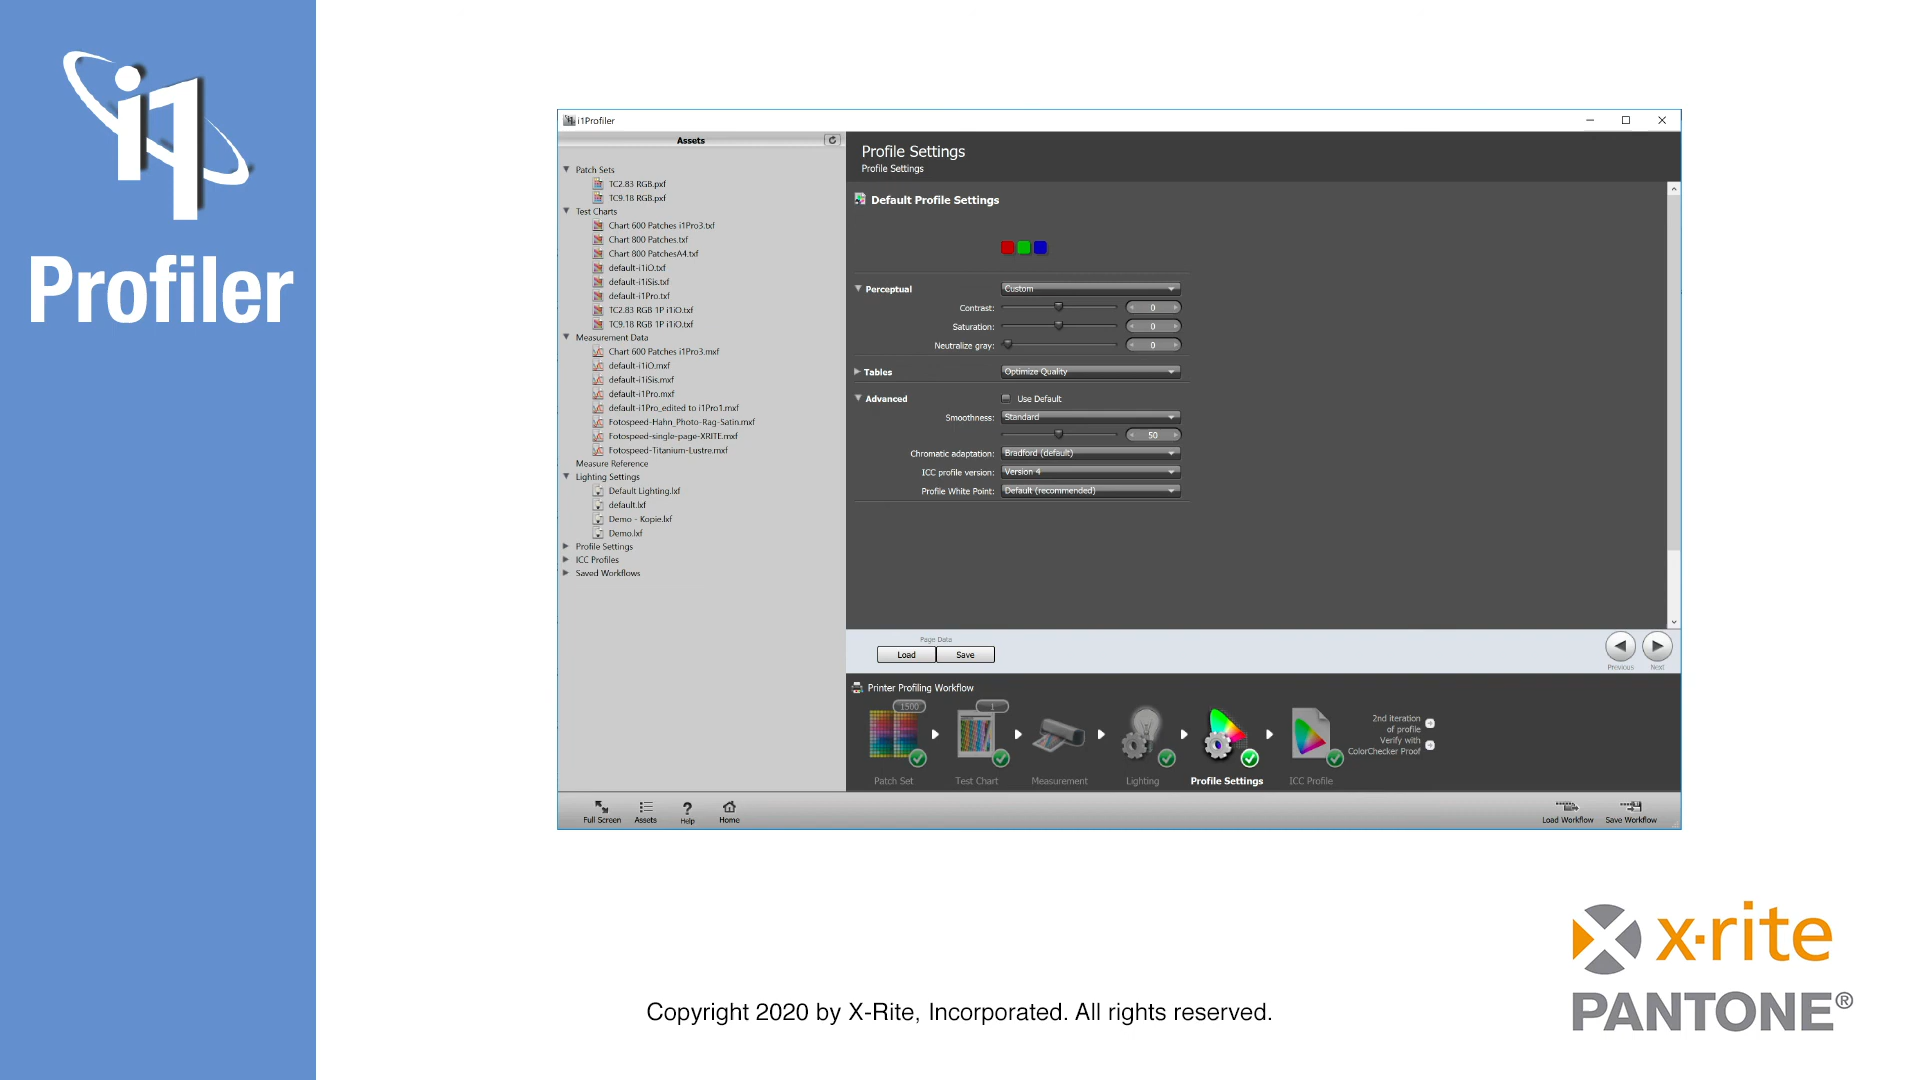 i1
Profiler
i1Profiler
Assets
Patch Sets
TC2.83 RGB.pxf
TC9.18 RGB.pxf
Test Charts
Chart 600 Patches i1Pro3.txf
Chart 800 Patches.txf
Chart 800 PatchesA4.txf
default-i1iO.txf
default-i1iSis.txf
default-i1Pro.txf
TC2.83 RGB 1P i1iO.txf
TC9.18 RGB 1P i1iO.txf
Measurement Data
Chart 600 Patches i1Pro3.mxf
default-i1iO.mxf
default-i1iSis.mxf
default-i1Pro.mxf
default-i1Pro_edited to i1Pro1.mxf
Fotospeed-Hahn_Photo-Rag-Satin.mxf
Fotospeed-single-page-XRITE.mxf
Fotospeed-Titanium-Lustre.mxf
Measure Reference
Lighting Settings
Default Lighting.lxf
default.lxf
Demo - Kopie.lxf
Demo.lxf
Profile Settings
ICC Profiles
Saved Workflows
Profile Settings
Profile Settings
Default Profile Settings
Perceptual Custom
Contrast: 0
Saturation: 0
Neutralize gray: 0
Tables Optimize Quality
Advanced Use Default
Smoothness: Standard
50
Chromatic adaptation: Bradford (default)
ICC profile version: Version 4
Profile White Point: Default (recommended)
Page Data
Load Save
Previous Next
Printer Profiling Workflow
1500 1
2nd iteration
of profile
Verify with
ColorChecker Proof
Patch Set Test Chart Measurement Lighting Profile Settings ICC Profile
Full Screen Assets Help Home Load Workflow Save Workflow
x·rite
PANTONE®
Copyright 2020 by X-Rite, Incorporated. All rights reserved.